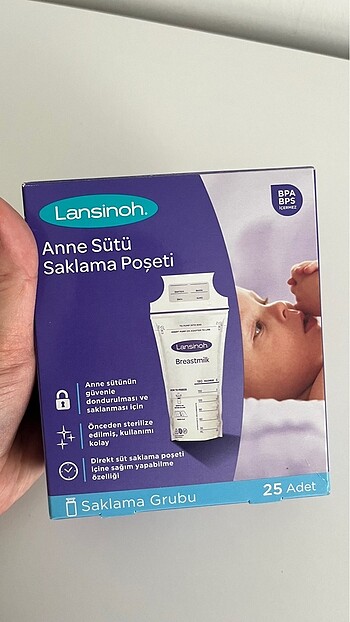 Lansinoh®
BPA
BPS
İÇERMEZ
Anne Sütü
Saklama Poşeti
Lansinoh
Breastmilk
Anne sütünün
güvenle
dondurulması ve
saklanması için
Önceden sterilize
edilmiş, kullanımı
kolay
Direkt süt saklama poşeti
içine sağım yapabilme
özelliği
Saklama Grubu
25 Adet